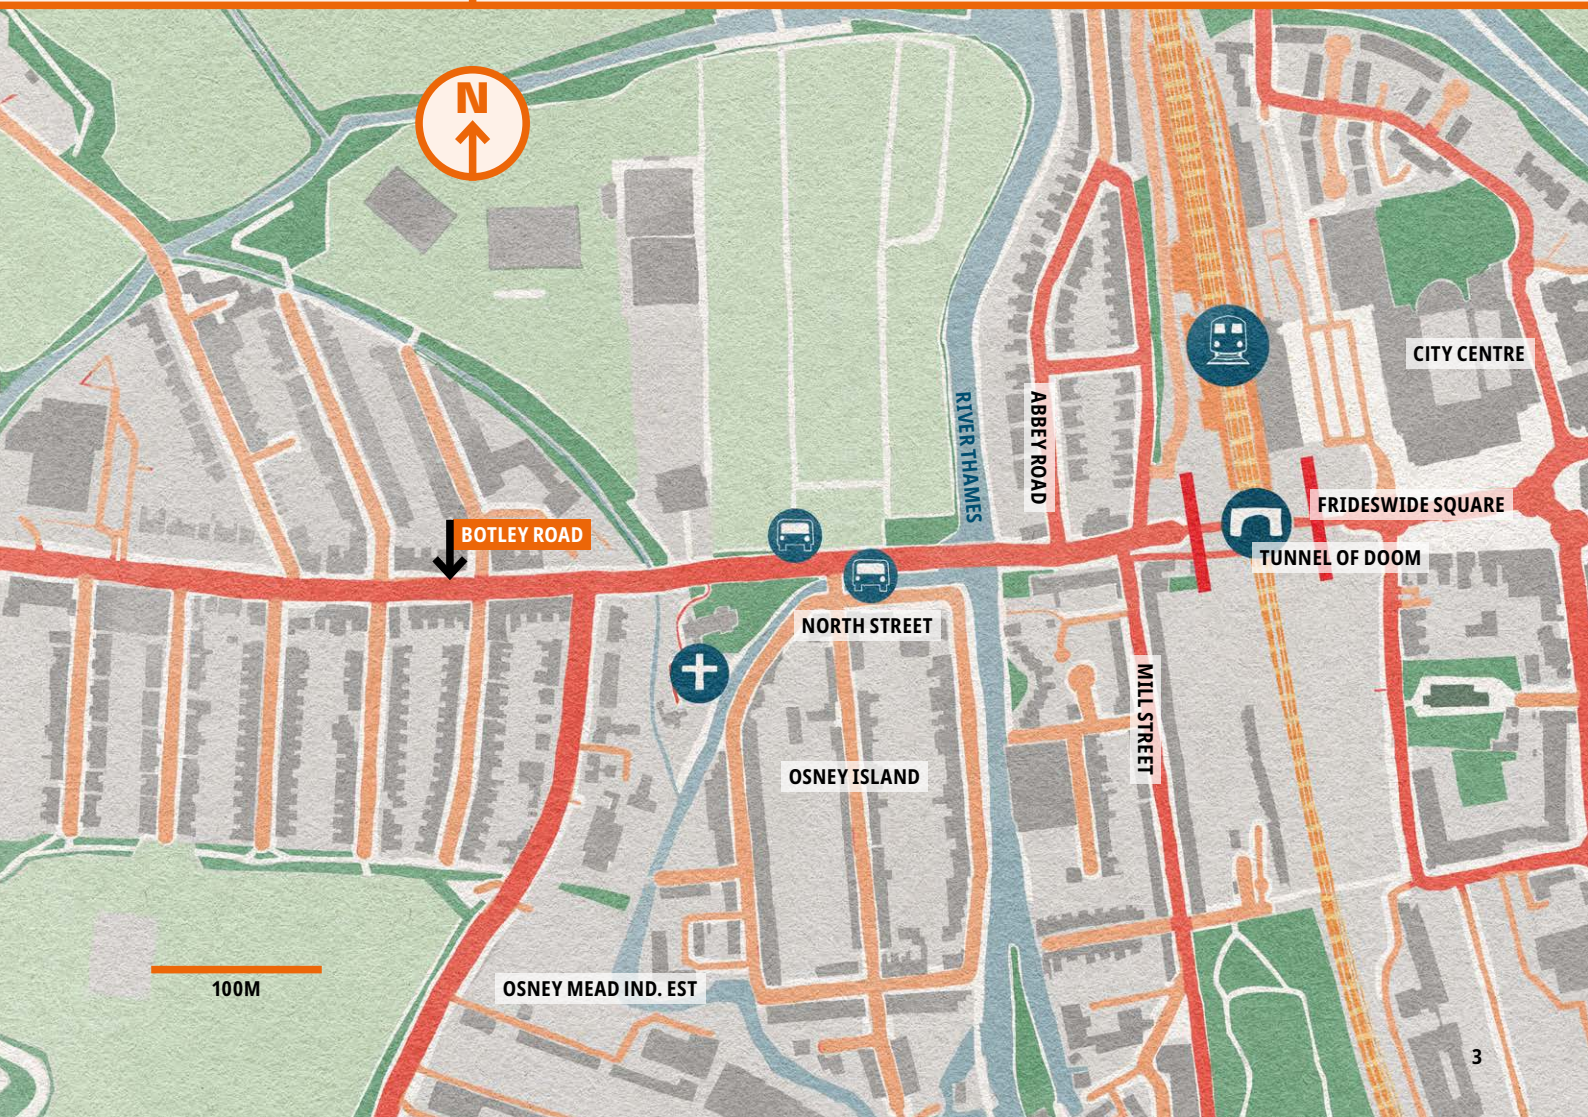 N
CITY CENTRE
RIVER THAMES
ABBEY ROAD
FRIDESWIDE SQUARE
BOTLEY ROAD
TUNNEL OF DOOM
NORTH STREET
MILL STREET
OSNEY ISLAND
100M
OSNEY MEAD IND. EST
3